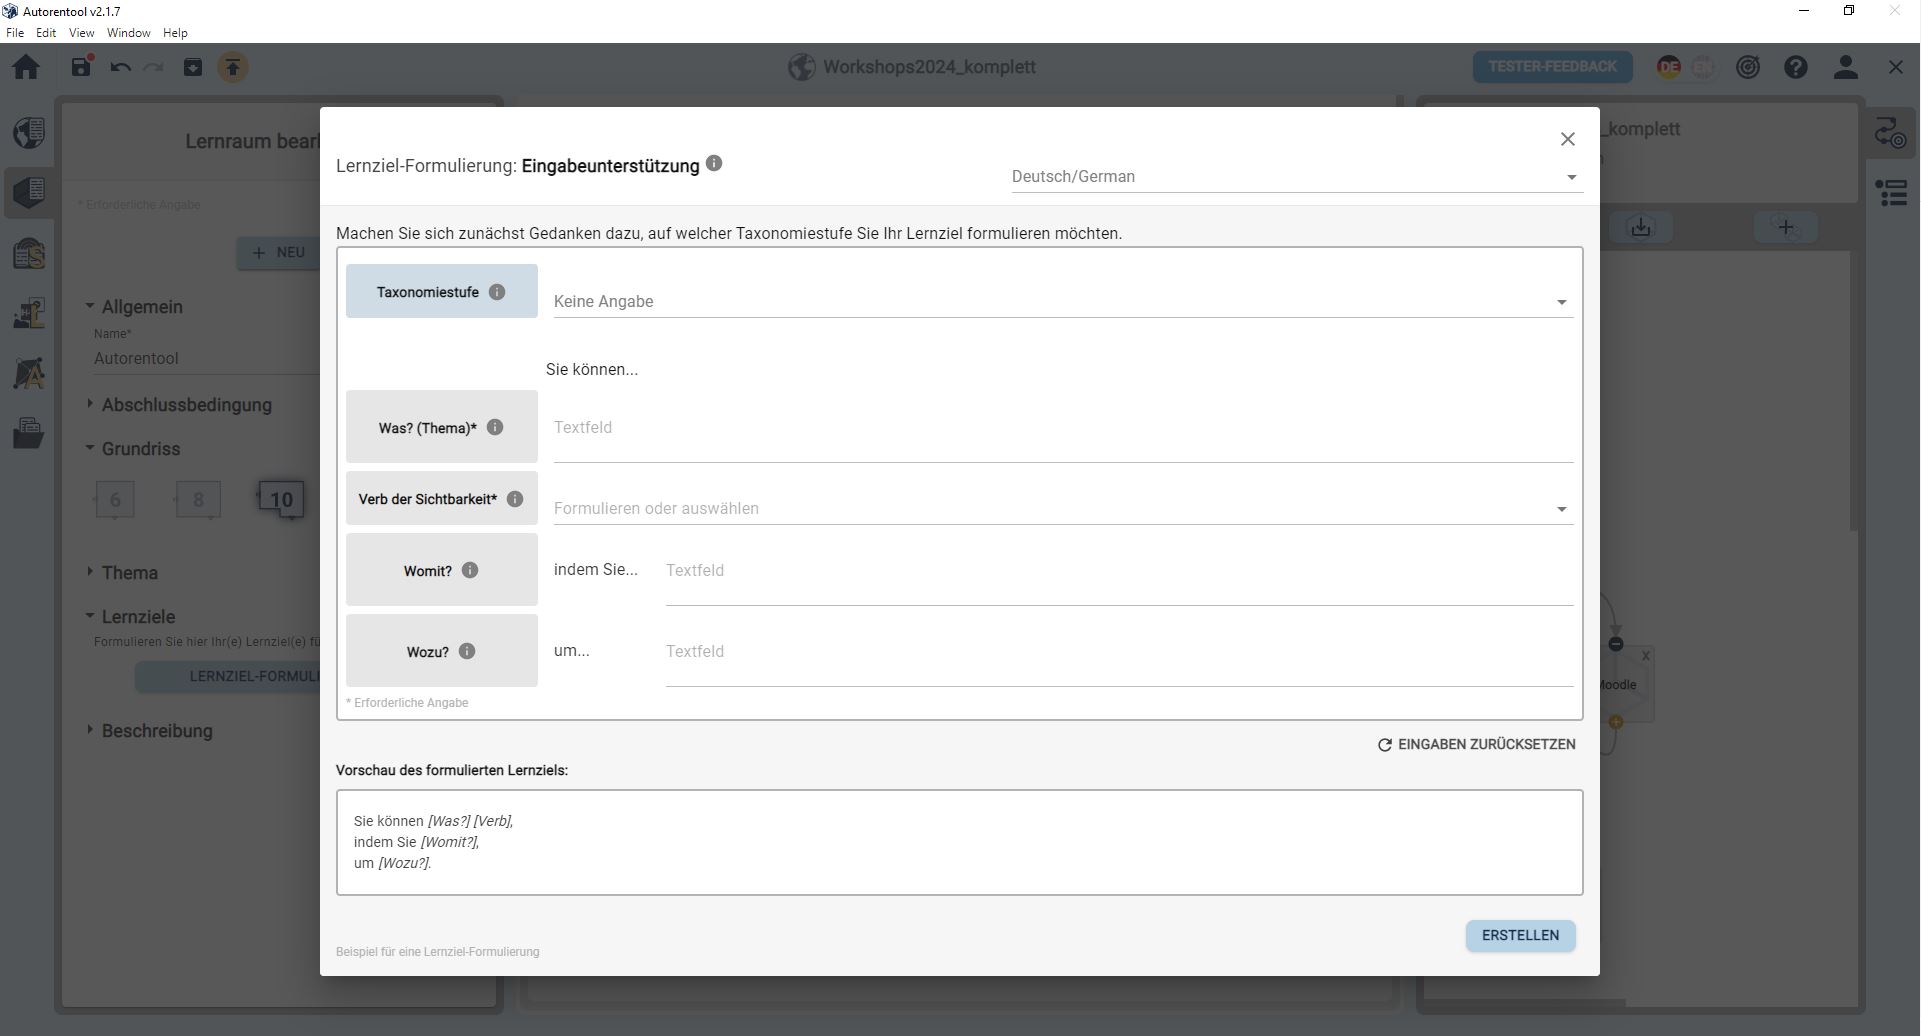 Autorentool v2.1.7
File Edit View Window Help
Workshops2024_komplett
TESTER-FEEDBACK
DE EN
Lernraum bearl
* Erforderliche Angabe
+ NEU
Allgemein
Name*
Autorentool
Abschlussbedingung
Grundriss
6 8 10
Thema
Lernziele
Formulieren Sie hier Ihr(e) Lernziel(e) fü
LERNZIEL-FORMULI
Beschreibung
Lernziel-Formulierung: Eingabeunterstützung
Deutsch/German
Machen Sie sich zunächst Gedanken dazu, auf welcher Taxonomiestufe Sie Ihr Lernziel formulieren möchten.
Taxonomiestufe
Keine Angabe
Sie können...
Was? (Thema)*
Textfeld
Verb der Sichtbarkeit*
Formulieren oder auswählen
Womit?
indem Sie...
Textfeld
Wozu?
um...
Textfeld
* Erforderliche Angabe
EINGABEN ZURÜCKSETZEN
Vorschau des formulierten Lernziels:
Sie können [Was?] [Verb],
indem Sie [Womit?],
um [Wozu?].
Beispiel für eine Lernziel-Formulierung
ERSTELLEN
_komplett
X
Moodle